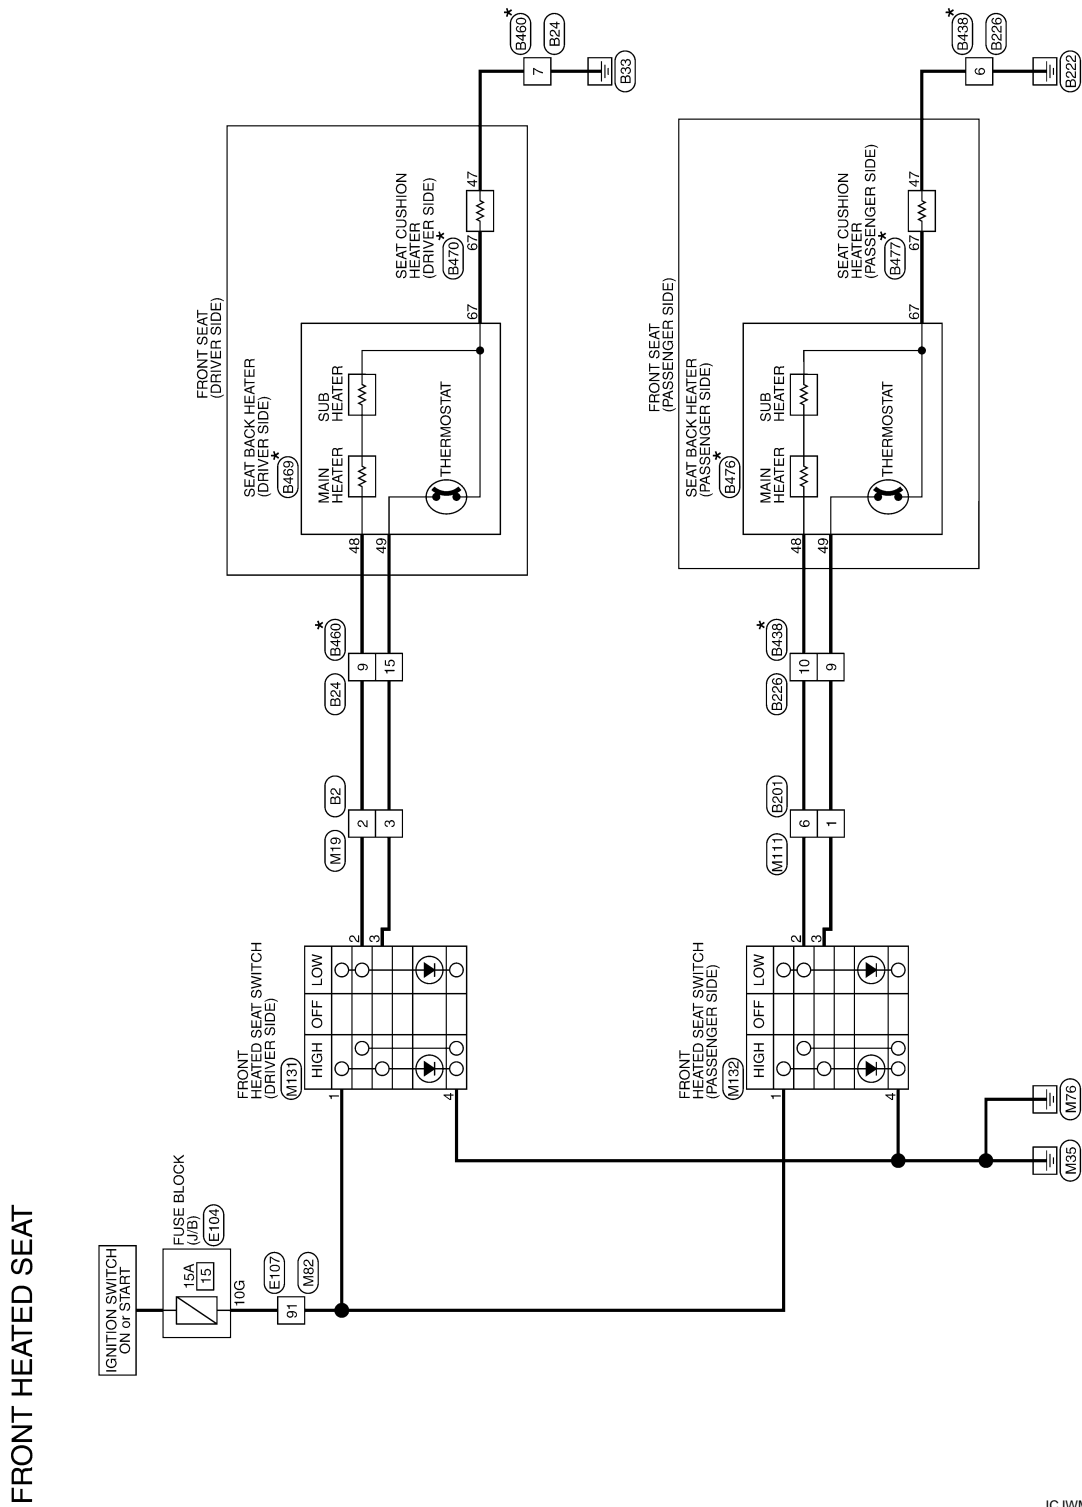 FRONT HEATED SEAT
IGNITION SWITCH
ON or START
FUSE BLOCK
(J/B)
E104
15A
15
10G
E107
M82
91
FRONT
HEATED SEAT SWITCH
(DRIVER SIDE)
M131
HIGH
OFF
LOW
1
4
2
3
M19
B2
2
3
B24
B460
*
9
15
FRONT SEAT
(DRIVER SIDE)
SEAT BACK HEATER
(DRIVER SIDE)
B469
*
48
49
MAIN
HEATER
SUB
HEATER
THERMOSTAT
67
SEAT CUSHION
HEATER
(DRIVER SIDE)
B470
*
67
47
B460
*
B24
7
B33
FRONT
HEATED SEAT SWITCH
(PASSENGER SIDE)
M132
HIGH
OFF
LOW
1
4
2
3
M111
B201
6
1
B226
B438
*
10
9
FRONT SEAT
(PASSENGER SIDE)
SEAT BACK HEATER
(PASSENGER SIDE)
B476
*
48
49
MAIN
HEATER
SUB
HEATER
THERMOSTAT
67
SEAT CUSHION
HEATER
(PASSENGER SIDE)
B477
*
67
47
B438
*
B226
6
B222
M35
M76